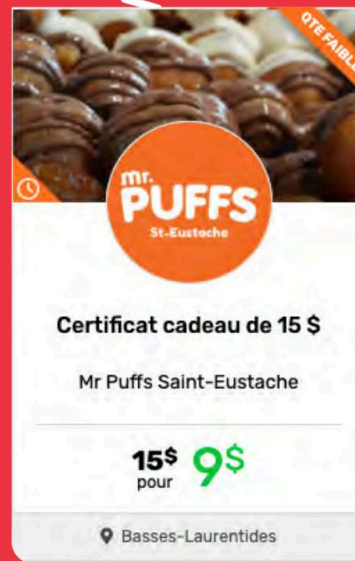 QTE FAIBLE
mr.
PUFFS
St-Eustache
Certificat cadeau de 15 $
Mr Puffs Saint-Eustache
15$ 9$
pour
Basses-Laurentides